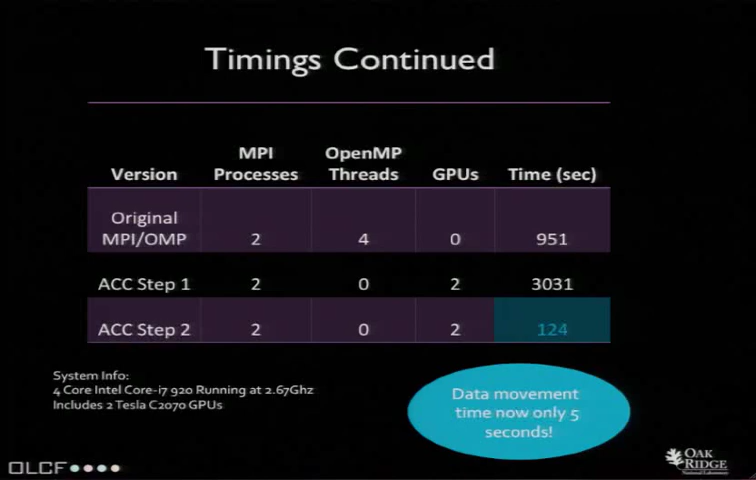 Timings Continued
Version MPI Processes OpenMP Threads GPUs Time (sec)
Original MPI/OMP 2 4 0 951
ACC Step 1 2 0 2 3031
ACC Step 2 2 0 2 124
System Info:
4 Core Intel Core-i7 920 Running at 2.67Ghz
Includes 2 Tesla C2070 GPUs
Data movement
time now only 5
seconds!
OLCF
OAK
RIDGE
National Laboratory